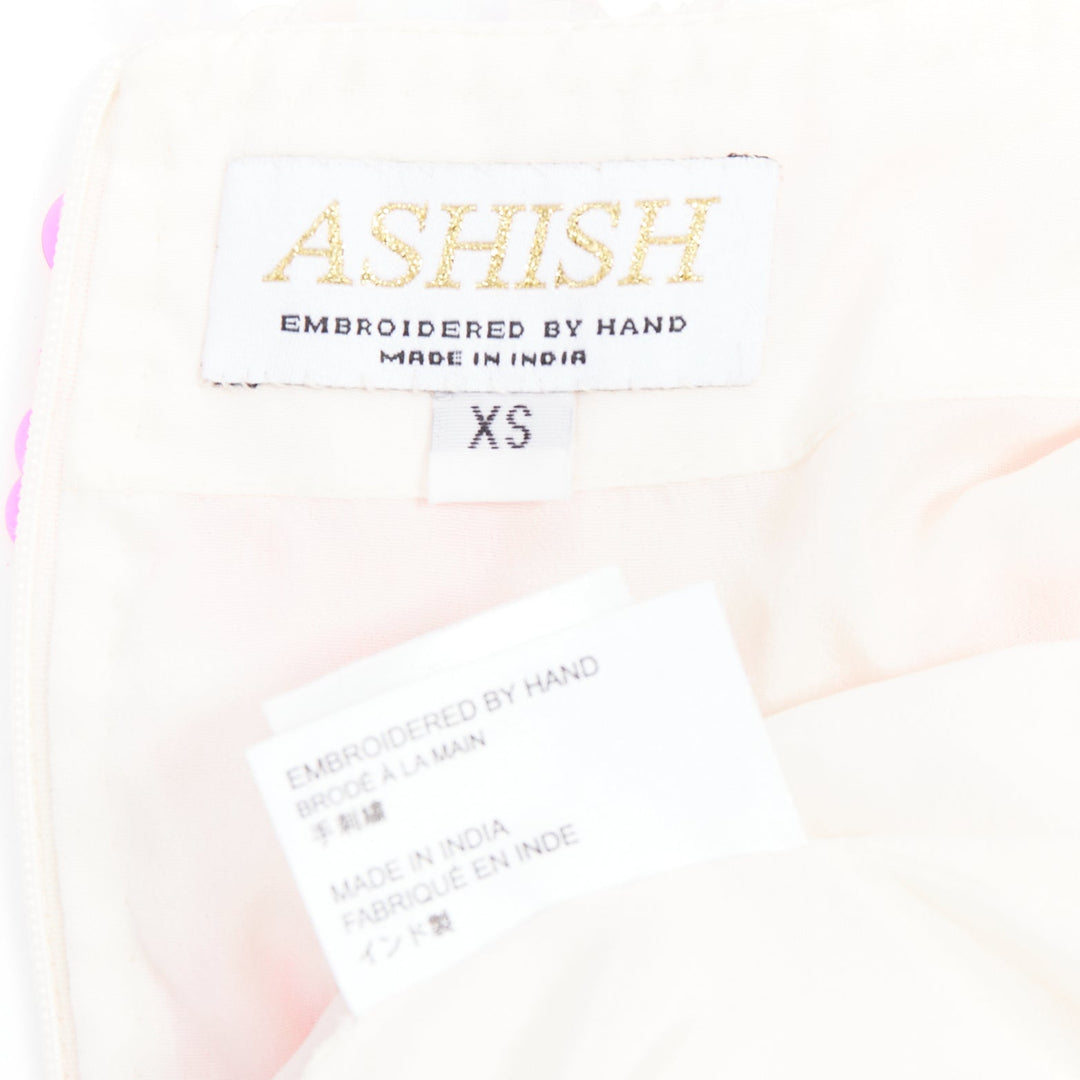 ASHISH
EMBROIDERED BY HAND
MADE IN INDIA
XS
EMBROIDERED BY HAND
BRODÉ À LA MAIN
手刺繍
MADE IN INDIA
FABRIQUÉ EN INDE
インド製